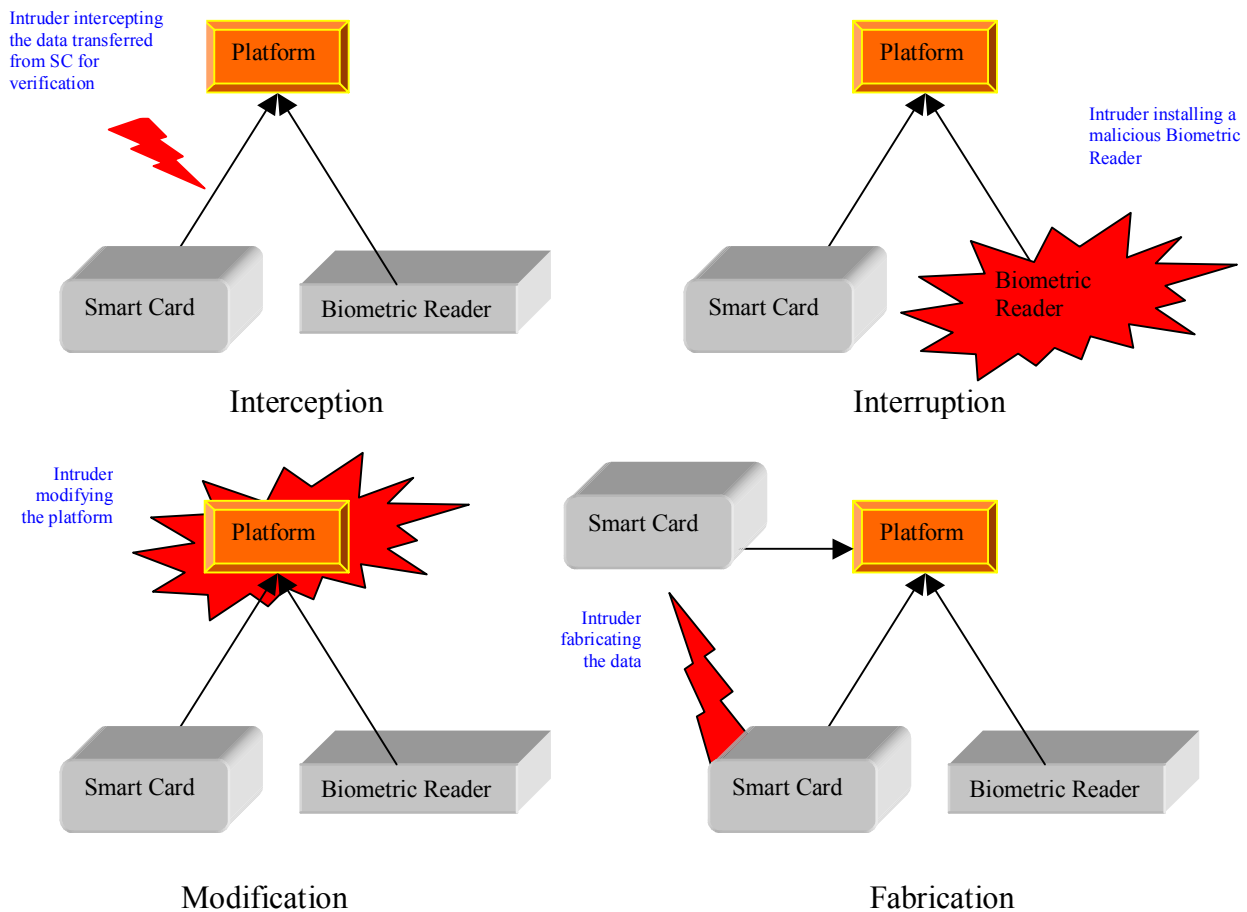 Intruder intercepting
the data transferred
from SC for
verification
Platform
Smart Card
Biometric Reader
Interception
Platform
Intruder installing a
malicious Biometric
Reader
Smart Card
Biometric
Reader
Interruption
Intruder
modifying
the platform
Platform
Smart Card
Biometric Reader
Modification
Smart Card
Platform
Intruder
fabricating
the data
Smart Card
Biometric Reader
Fabrication